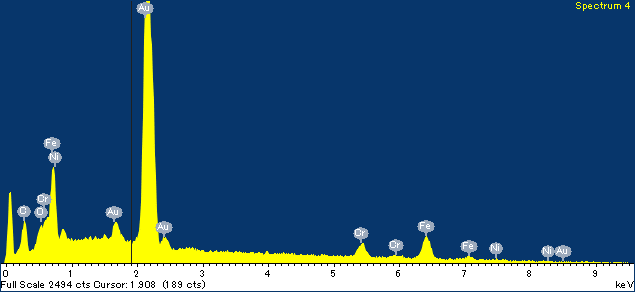 Spectrum 4
Au
Fe
Ni
Cr
C
O
Au
Au
Cr
Cr
Fe
Fe
Ni
Ni
Au
0 1 2 3 4 5 6 7 8 9
Full Scale 2494 cts Cursor: 1.908 (189 cts) keV